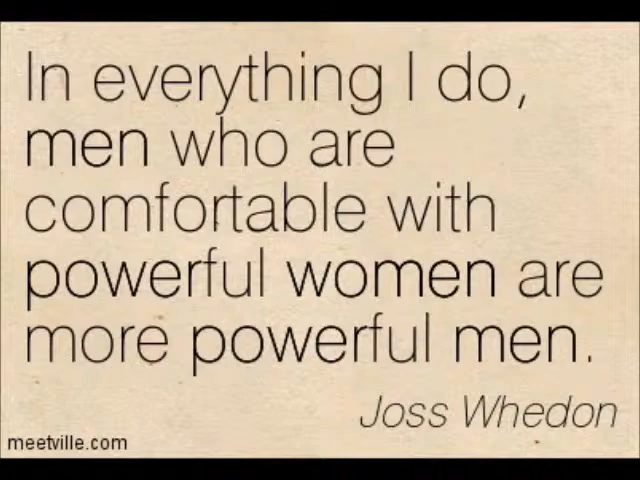 In everything I do,
men who are
comfortable with
powerful women are
more powerful men.
Joss Whedon
meetville.com